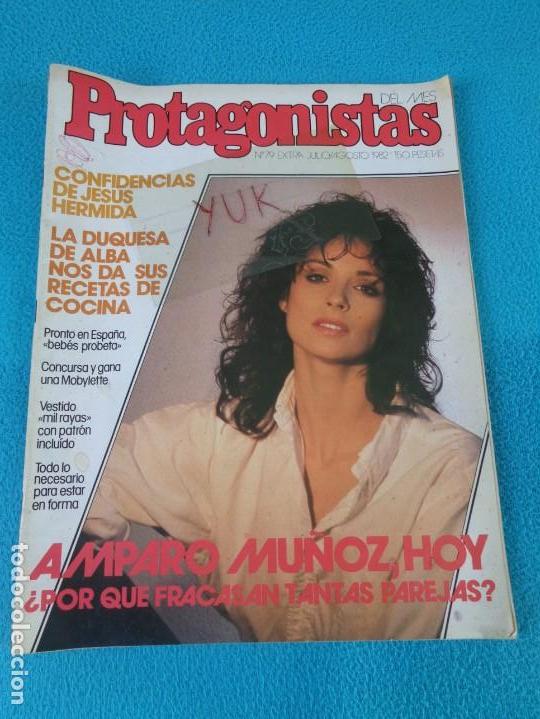 Protagonistas
DEL MES
Nº 79 EXTRA JULIO/AGOSTO 1982 · 150 PESETAS
CONFIDENCIAS
DE JESUS
HERMIDA
YUK
LA DUQUESA
DE ALBA
NOS DA SUS
RECETAS DE
COCINA
Pronto en España,
«bebés probeta»
Concursa y gana
una Mobylette
Vestido
«mil rayas»
con patrón
incluído
Todo lo
necesario
para estar
en forma
AMPARO MUÑOZ, HOY
¿POR QUE FRACASAN TANTAS PAREJAS?
todocoleccion.net